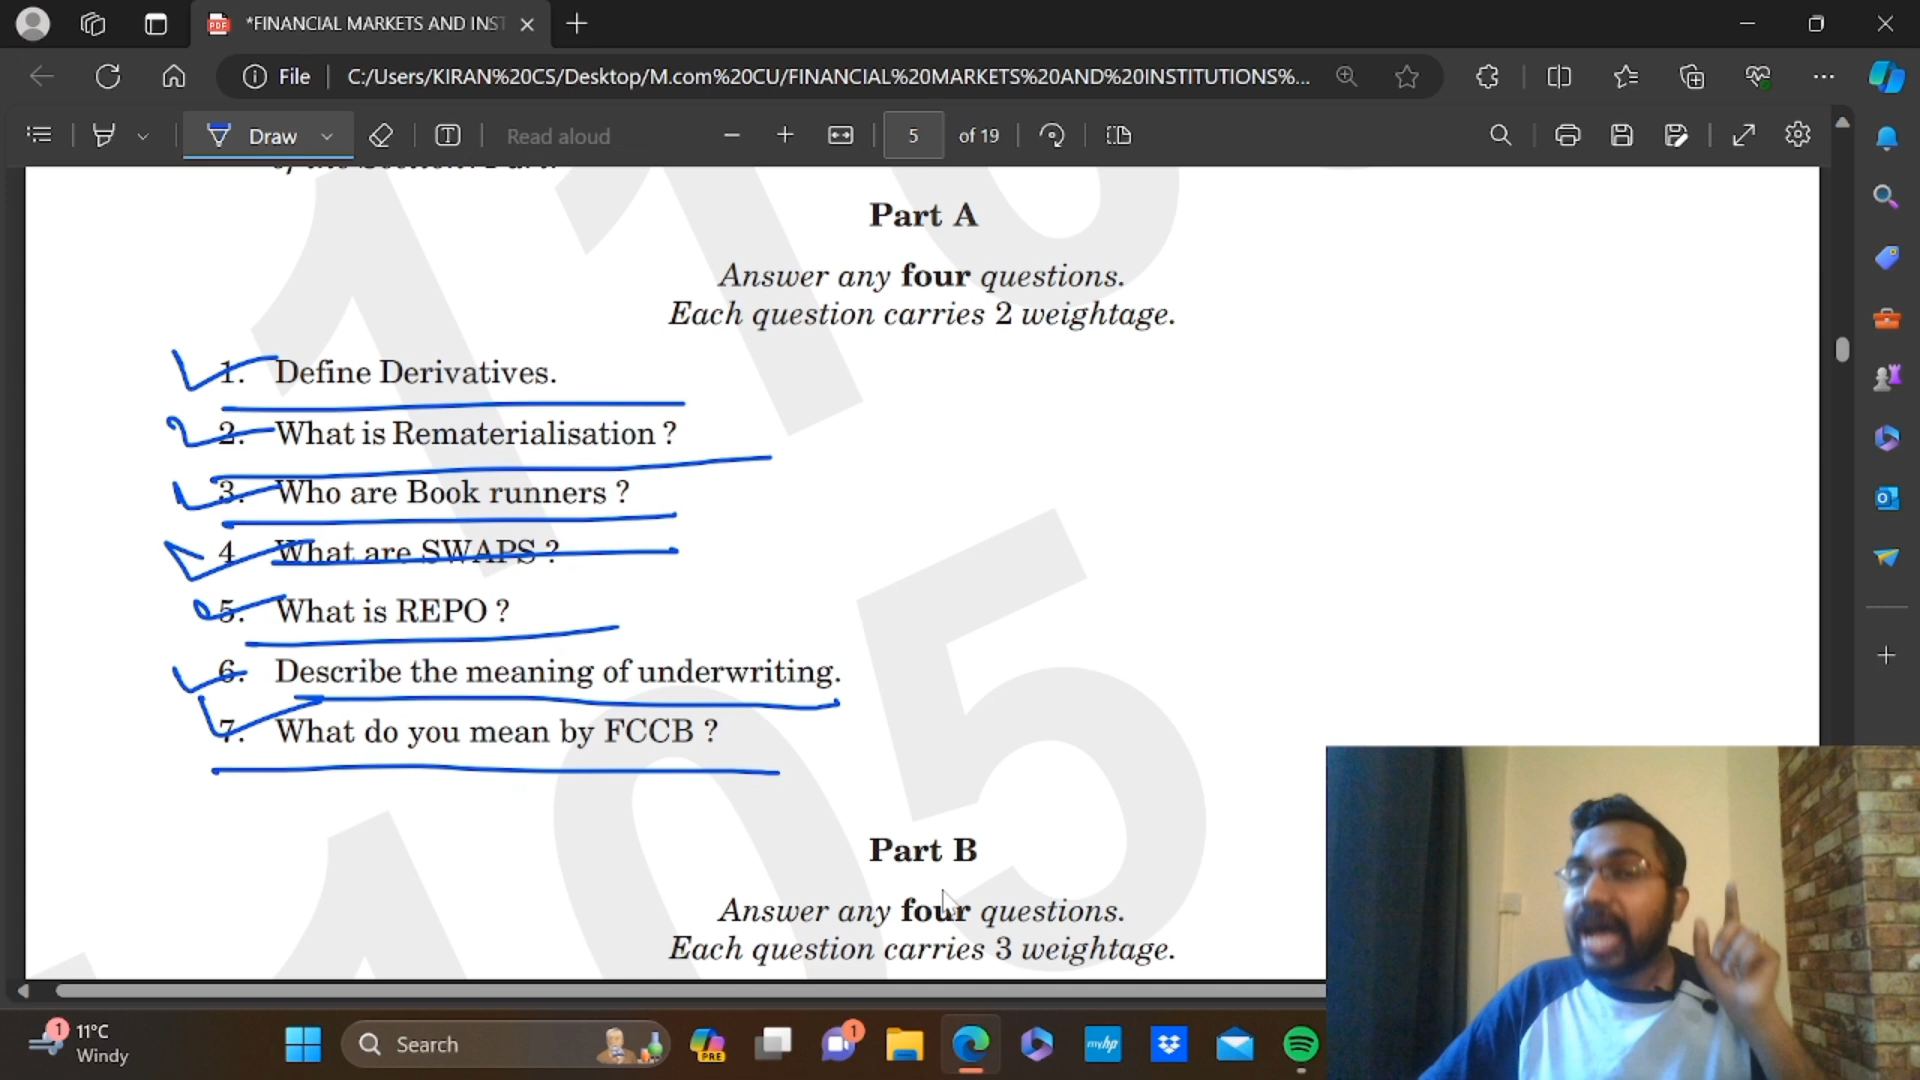 *FINANCIAL MARKETS AND INST
File
C:/Users/KIRAN%20CS/Desktop/M.com%20CU/FINANCIAL%20MARKETS%20AND%20INSTITUTIONS%...
Draw
Read aloud
5 of 19
Part A
Answer any four questions.
Each question carries 2 weightage.
1. Define Derivatives.
2. What is Rematerialisation ?
3. Who are Book runners ?
4. What are SWAPS ?
5. What is REPO ?
6. Describe the meaning of underwriting.
7. What do you mean by FCCB ?
Part B
Answer any four questions.
Each question carries 3 weightage.
1
11°C
Windy
Search
PRE
1
myhp